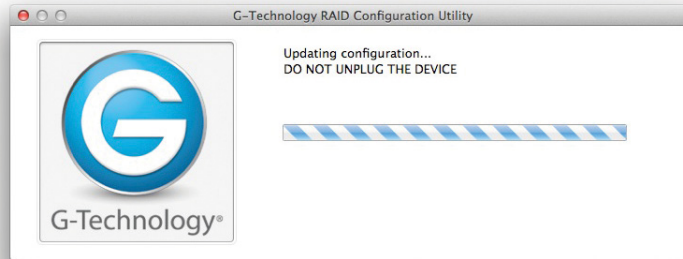 G-Technology RAID Configuration Utility
Updating configuration...
DO NOT UNPLUG THE DEVICE
G
G-Technology®